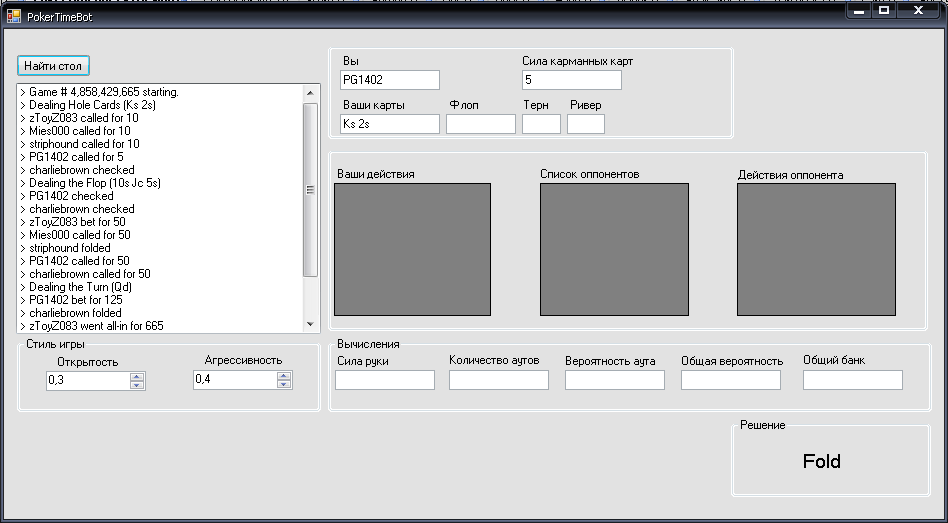 PokerTimeBot
Найти стол
> Game # 4,858,429,665 starting.
> Dealing Hole Cards (Ks 2s)
> zToyZ083 called for 10
> Mies000 called for 10
> striphound called for 10
> PG1402 called for 5
> charliebrown checked
> Dealing the Flop (10s Jc 5s)
> PG1402 checked
> charliebrown checked
> zToyZ083 bet for 50
> Mies000 called for 50
> striphound folded
> PG1402 called for 50
> charliebrown called for 50
> Dealing the Turn (Qd)
> PG1402 bet for 125
> charliebrown folded
> zToyZ083 went all-in for 665
Вы
Сила карманных карт
PG1402
5
Ваши карты
Флоп
Терн
Ривер
Ks 2s
Ваши действия
Список оппонентов
Действия оппонента
Стиль игры
Открытость
Агрессивность
0,3
0,4
Вычисления
Сила руки
Количество аутов
Вероятность аута
Общая вероятность
Общий банк
Решение
Fold